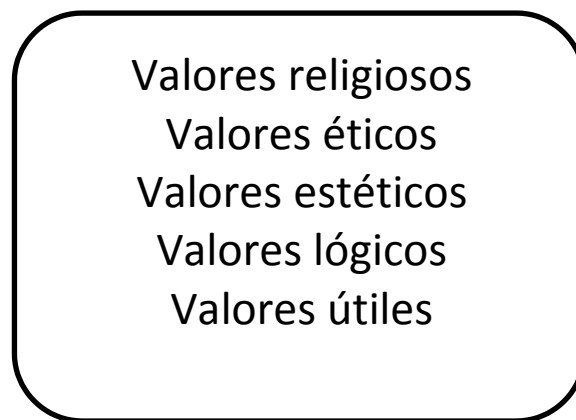 Valores religiosos
Valores éticos
Valores estéticos
Valores lógicos
Valores útiles